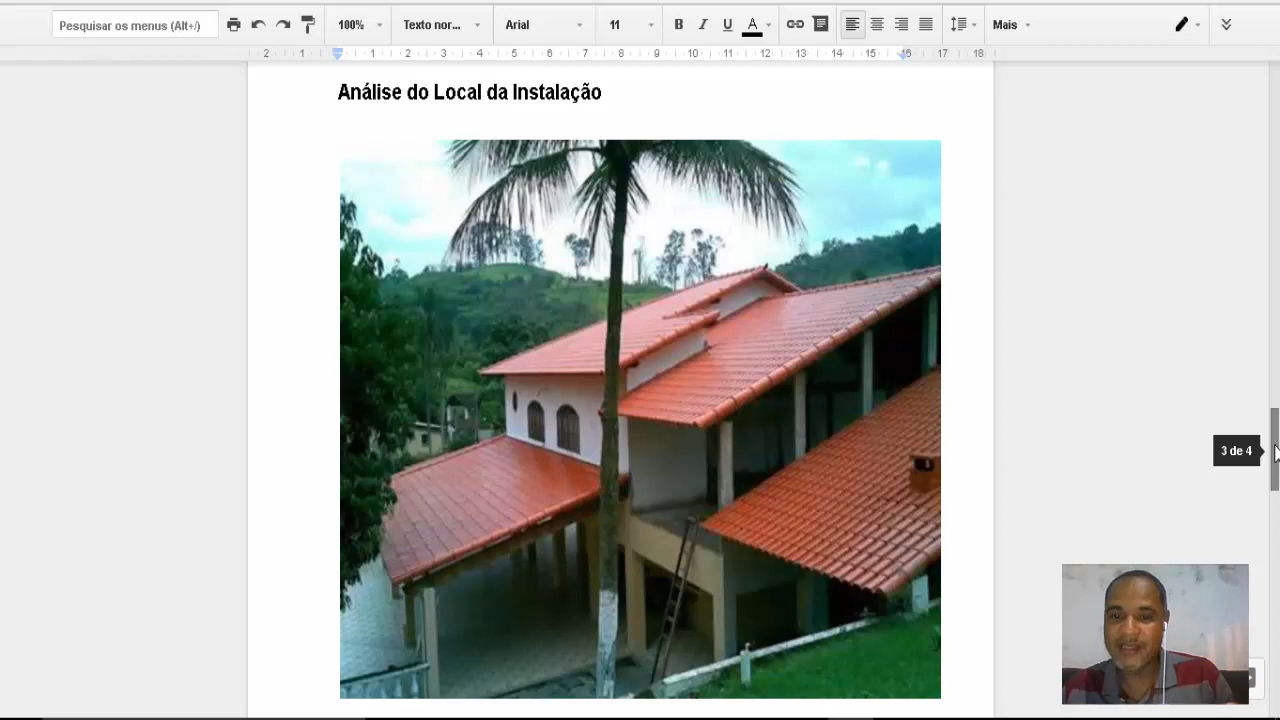 Pesquisar os menus (Alt+/)
100%
Texto nor...
Arial
11
B
I
U
A
Mais
2 1 1 2 3 4 5 6 7 8 9 10 11 12 13 14 15 16 17 18
Análise do Local da Instalação
3 de 4